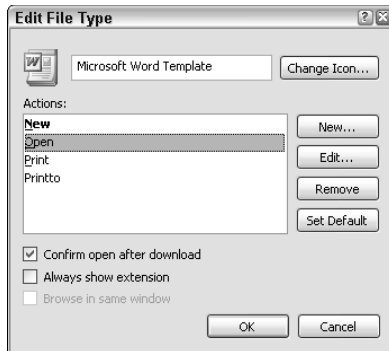 Edit File Type
Microsoft Word Template
Change Icon...
Actions:
New
Open
Print
Printto
New...
Edit...
Remove
Set Default
Confirm open after download
Always show extension
Browse in same window
OK
Cancel